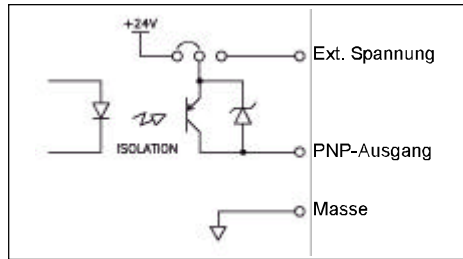 +24V
Ext. Spannung
ISOLATION
PNP-Ausgang
Masse